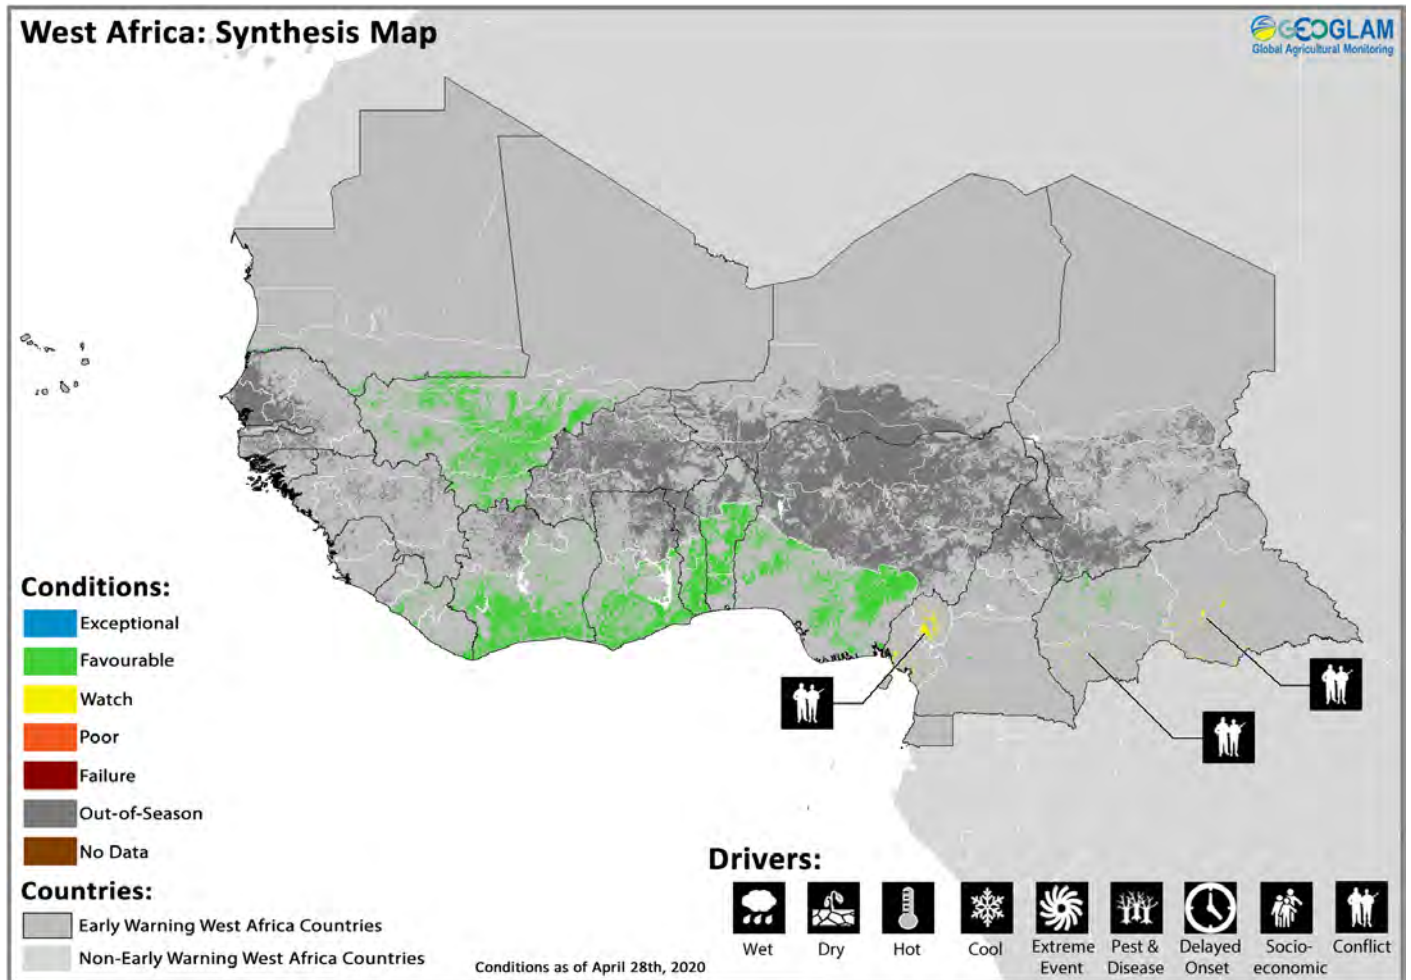 West Africa: Synthesis Map
GEOGLAM
Global Agricultural Monitoring
Conditions:
Exceptional
Favourable
Watch
Poor
Failure
Out-of-Season
No Data
Countries:
Early Warning West Africa Countries
Non-Early Warning West Africa Countries
Conditions as of April 28th, 2020
Drivers:
Wet
Dry
Hot
Cool
Extreme
Event
Pest &
Disease
Delayed
Onset
Socio-
economic
Conflict